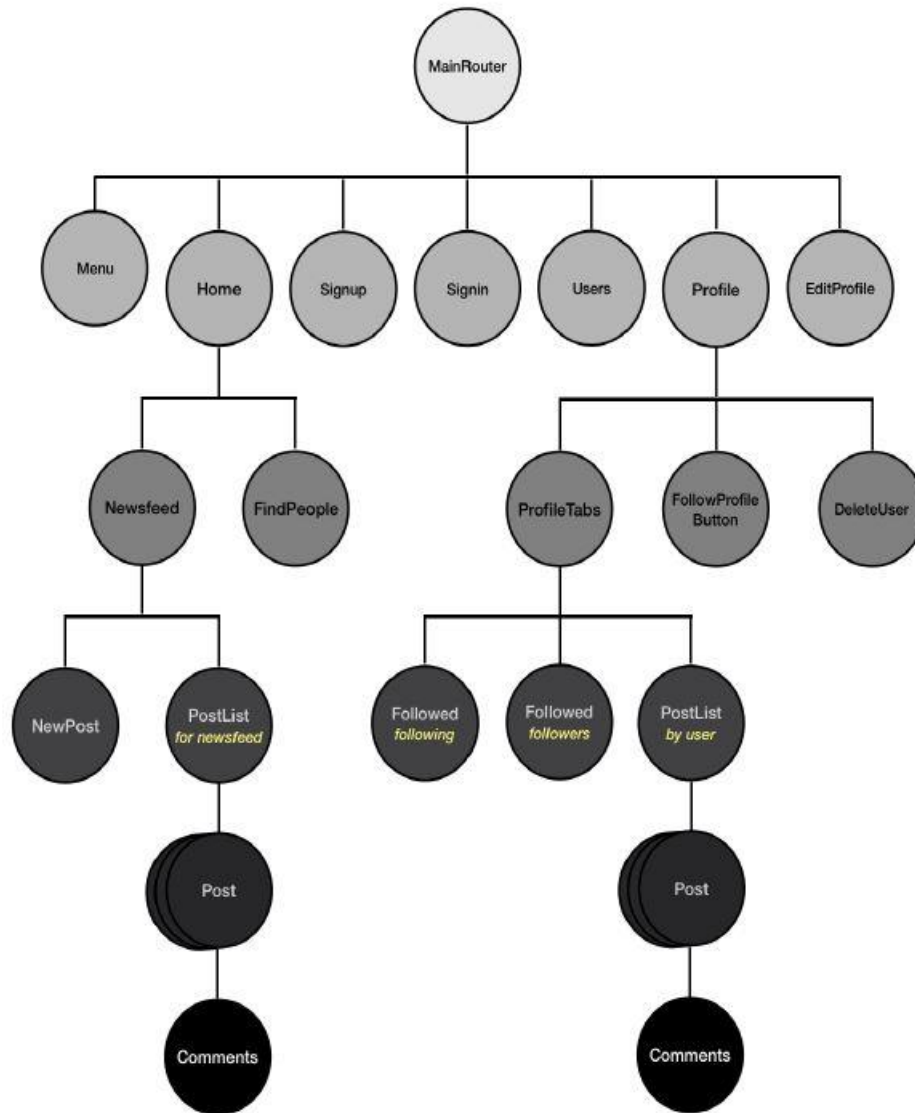 MainRouter
Menu
Home
Signup
Signin
Users
Profile
EditProfile
Newsfeed
FindPeople
ProfileTabs
FollowProfile
Button
DeleteUser
NewPost
PostList
for newsfeed
Followed
following
Followed
followers
PostList
by user
Post
Post
Comments
Comments